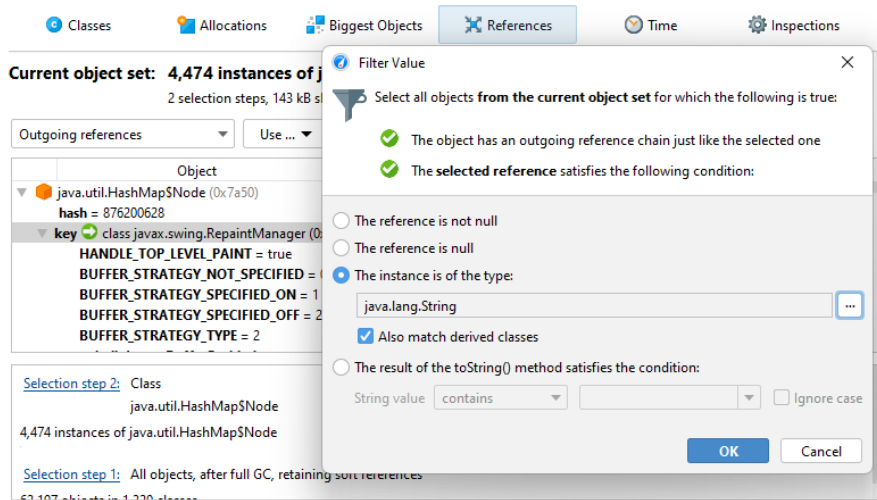 Classes
Allocations
Biggest Objects
References
Time
Inspections
Current object set: 4,474 instances of j
2 selection steps, 143 kB s
Outgoing references
Use ...
Object
java.util.HashMap$Node (0x7a50)
hash = 876200628
key class javax.swing.RepaintManager (0
HANDLE_TOP_LEVEL_PAINT = true
BUFFER_STRATEGY_NOT_SPECIFIED =
BUFFER_STRATEGY_SPECIFIED_ON = 1
BUFFER_STRATEGY_SPECIFIED_OFF = 2
BUFFER_STRATEGY_TYPE = 2
Selection step 2: Class
java.util.HashMap$Node
4,474 instances of java.util.HashMap$Node
Selection step 1: All objects, after full GC, retaining soft references
Filter Value
Select all objects from the current object set for which the following is true:
The object has an outgoing reference chain just like the selected one
The selected reference satisfies the following condition:
The reference is not null
The reference is null
The instance is of the type:
java.lang.String
...
Also match derived classes
The result of the toString() method satisfies the condition:
String value
contains
Ignore case
OK
Cancel